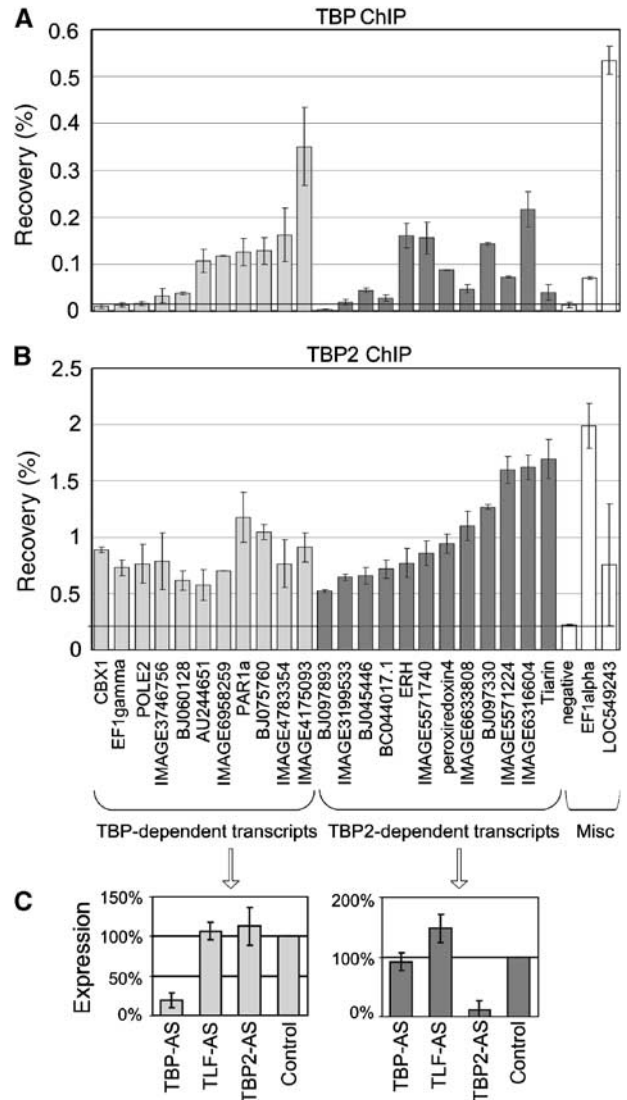 A
TBP ChIP
Recovery (%)
0.6
0.5
0.4
0.3
0.2
0.1
0
B
TBP2 ChIP
Recovery (%)
2.5
2
1.5
1
0.5
0
CBX1
EF1gamma
POLE2
IMAGE3746756
BJ060128
AU244651
IMAGE6958259
PAR1a
BJ075760
IMAGE4783354
IMAGE4175093
BJ097893
IMAGE3199533
BJ045446
BC044017.1
ERH
IMAGE5571740
peroxiredoxin4
IMAGE6633808
BJ097330
IMAGE5571224
IMAGE6316604
Tiarin
negative
EF1alpha
LOC549243
TBP-dependent transcripts
TBP2-dependent transcripts
Misc
C
Expression
150%
100%
50%
0%
TBP-AS
TLF-AS
TBP2-AS
Control
200%
100%
0%
TBP-AS
TLF-AS
TBP2-AS
Control